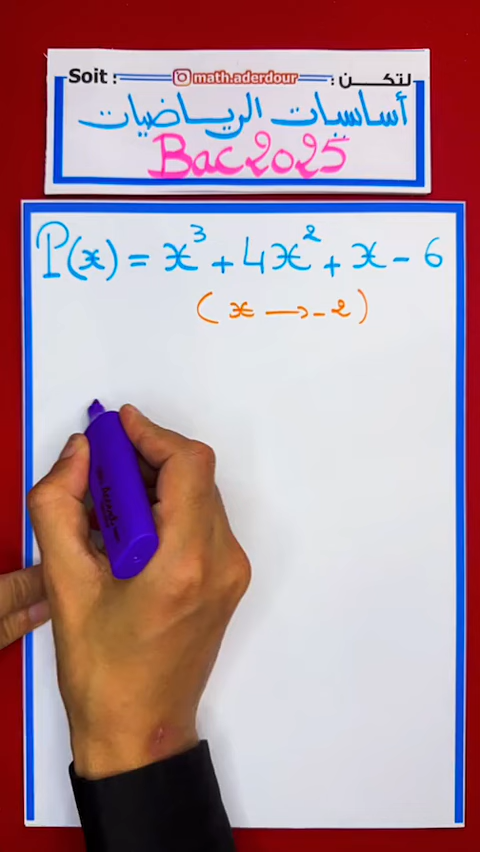 Soit : math.aderdour لتكن :
أساسيات الرياضيات
Bac2025
P(x) = x³ + 4x² + x - 6
( x → -2 )